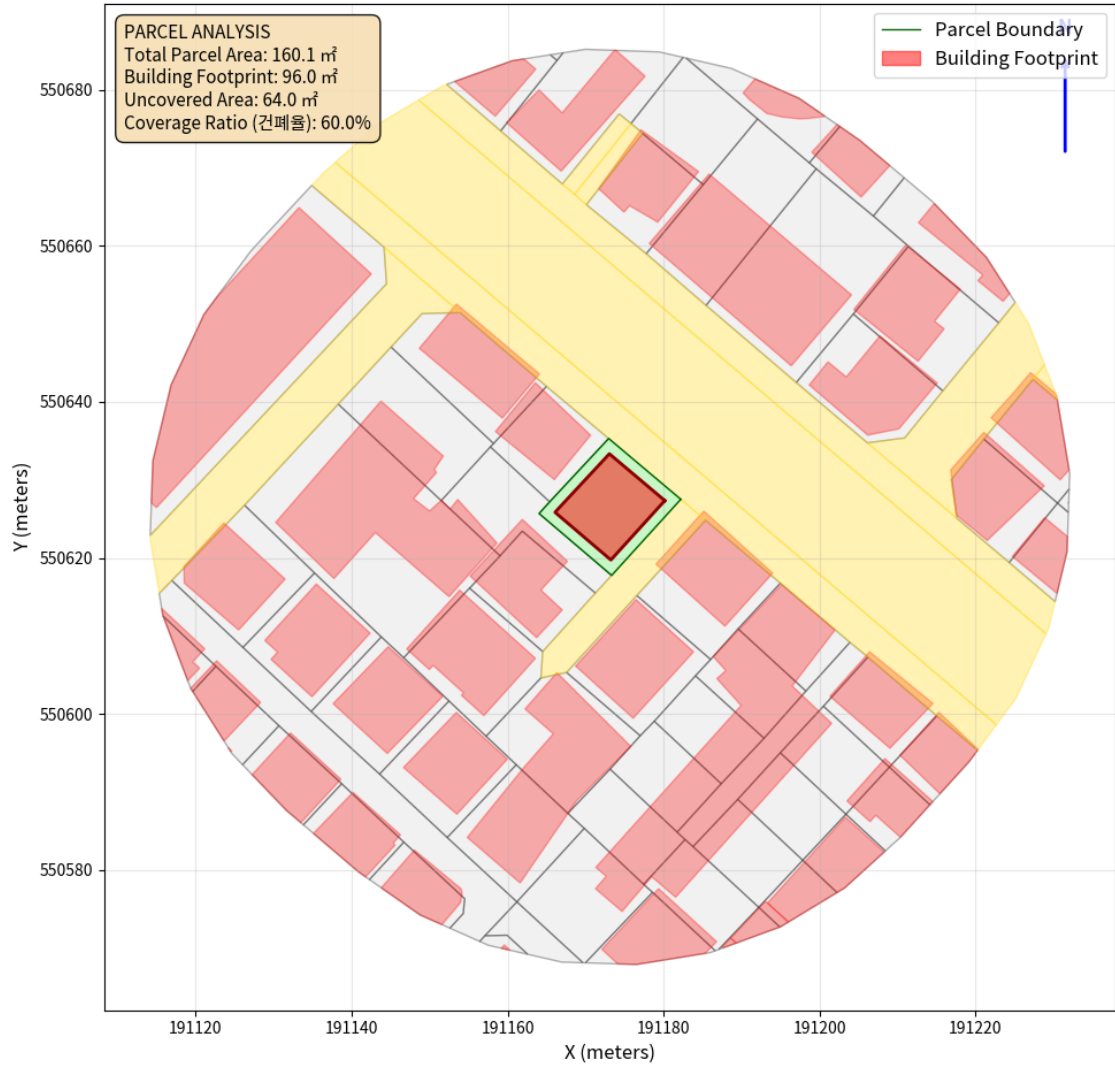 PARCEL ANALYSIS
Total Parcel Area: 160.1 ㎡
Building Footprint: 96.0 ㎡
Uncovered Area: 64.0 ㎡
Coverage Ratio (건폐율): 60.0%
Parcel Boundary
Building Footprint
N
550680
550660
550640
550620
550600
550580
Y (meters)
191120
191140
191160
191180
191200
191220
X (meters)